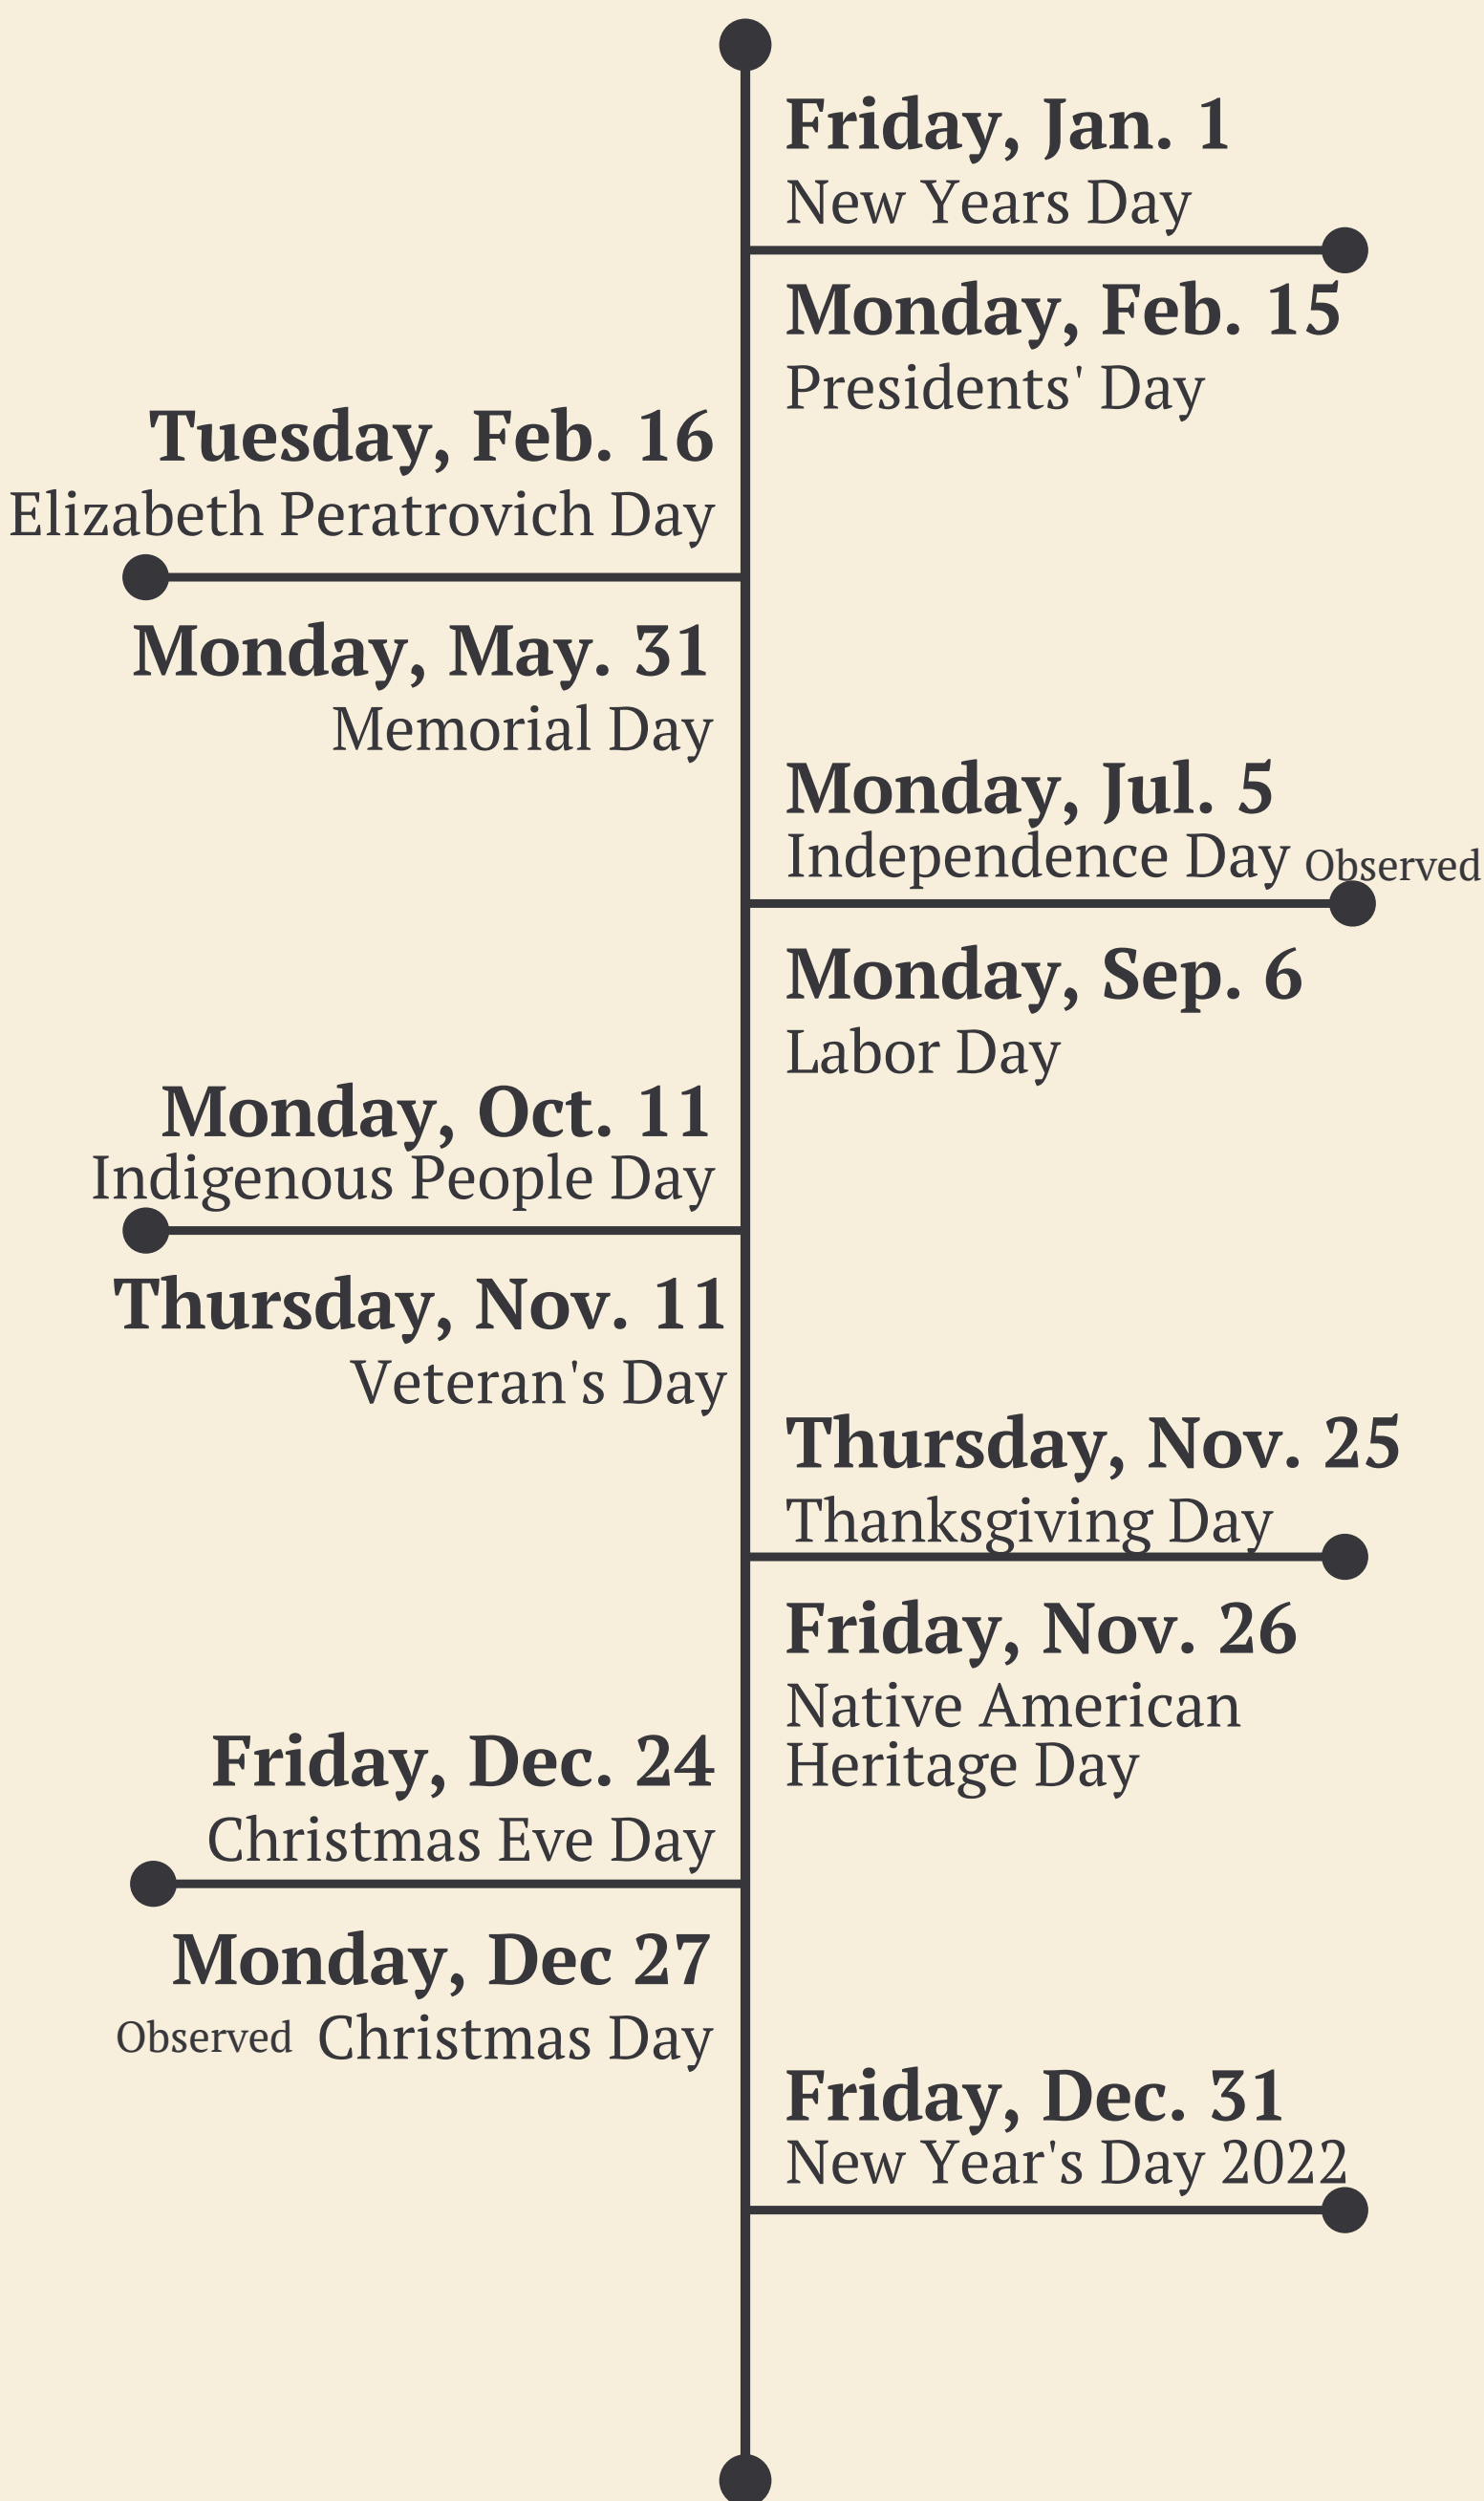 Friday, Jan. 1
New Years Day
Monday, Feb. 15
Presidents' Day
Tuesday, Feb. 16
Elizabeth Peratrovich Day
Monday, May. 31
Memorial Day
Monday, Jul. 5
Independence Day Observed
Monday, Sep. 6
Labor Day
Monday, Oct. 11
Indigenous People Day
Thursday, Nov. 11
Veteran's Day
Thursday, Nov. 25
Thanksgiving Day
Friday, Nov. 26
Native American
Heritage Day
Friday, Dec. 24
Christmas Eve Day
Monday, Dec 27
Observed Christmas Day
Friday, Dec. 31
New Year's Day 2022